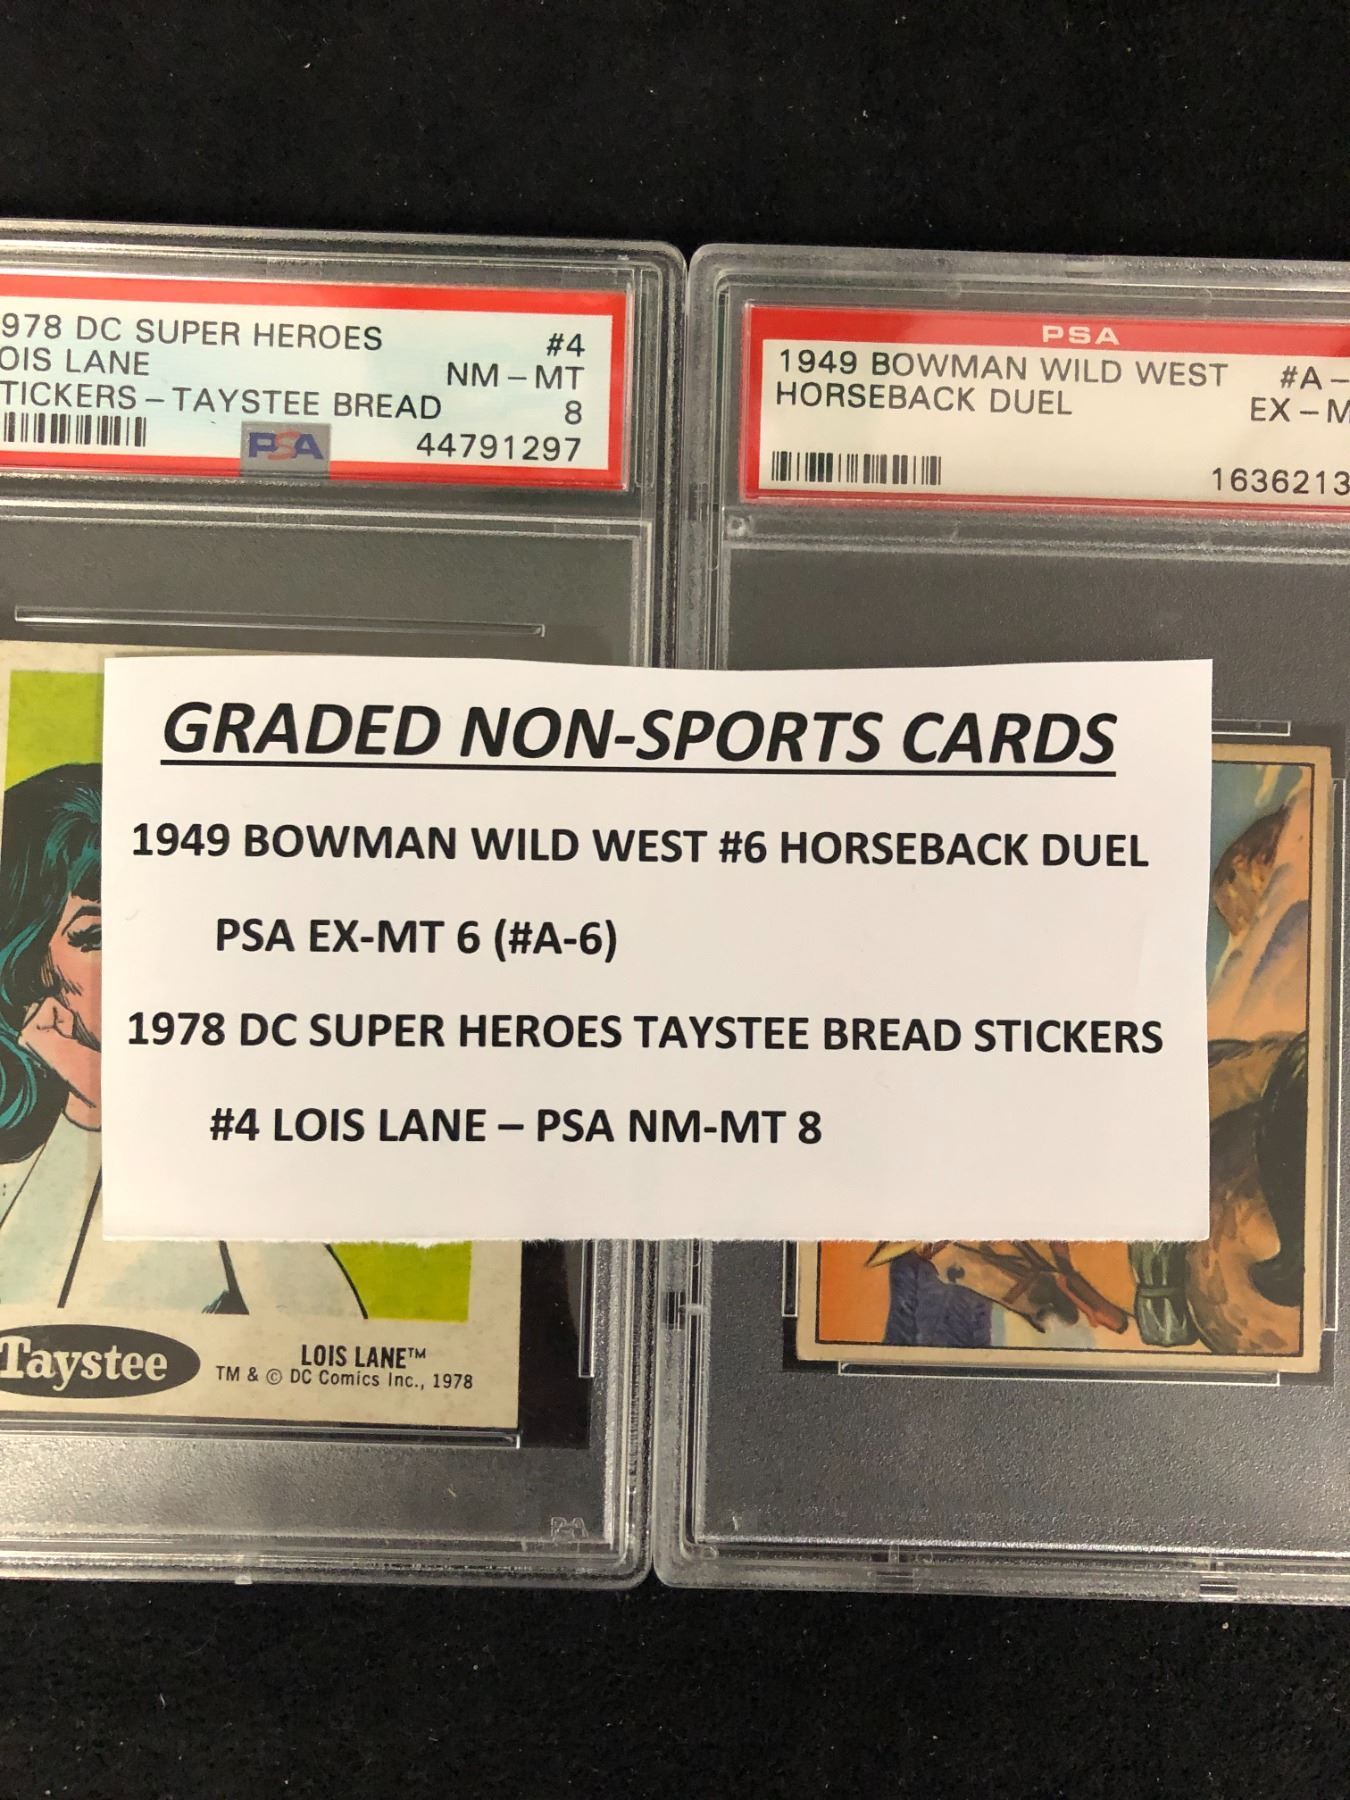 978 DC SUPER HEROES #4
OIS LANE NM-MT
TICKERS-TAYSTEE BREAD 8
PSA 44791297
PSA
1949 BOWMAN WILD WEST #A-
HORSEBACK DUEL EX-M
1636213
GRADED NON-SPORTS CARDS
1949 BOWMAN WILD WEST #6 HORSEBACK DUEL
PSA EX-MT 6 (#A-6)
1978 DC SUPER HEROES TAYSTEE BREAD STICKERS
#4 LOIS LANE – PSA NM-MT 8
Taystee
LOIS LANE™
TM & © DC Comics Inc., 1978